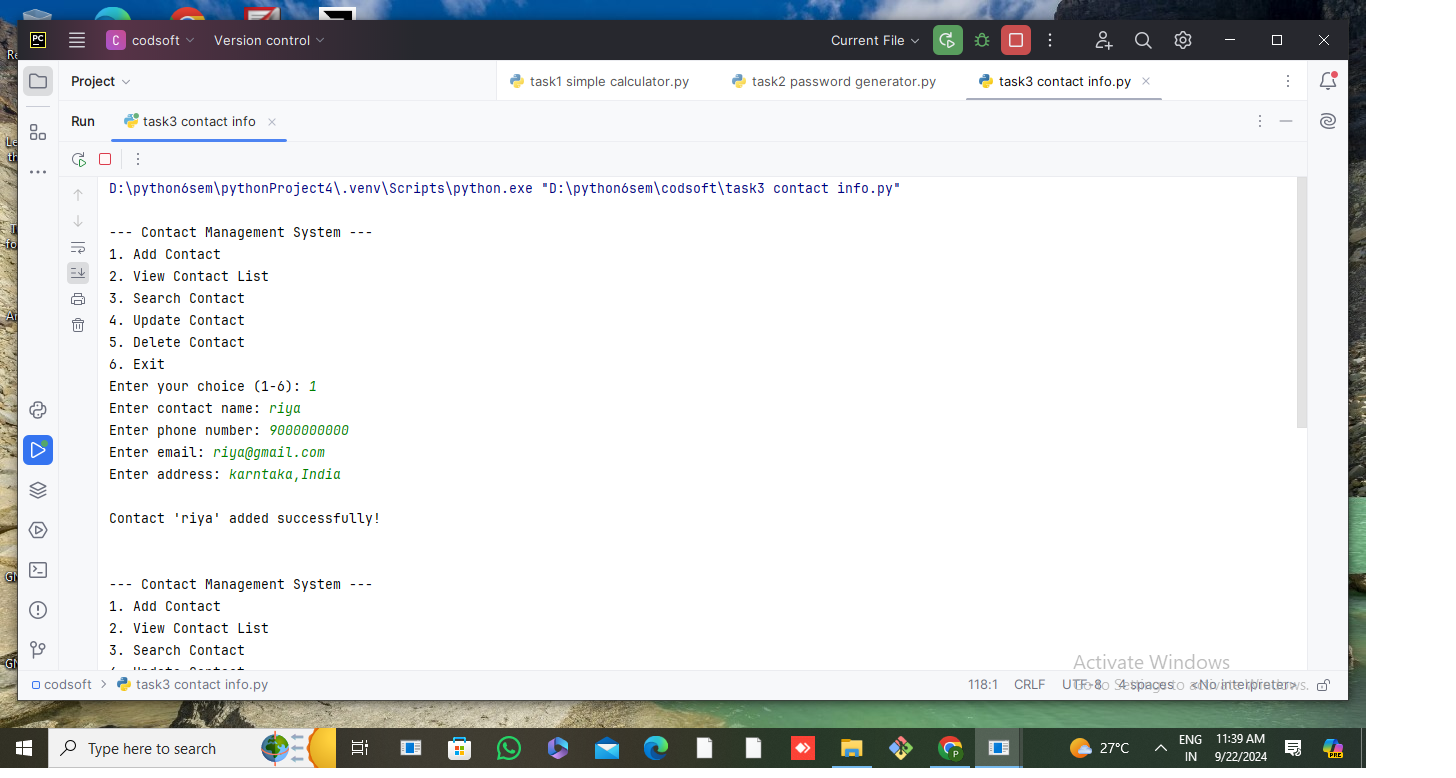 PC
C codsoft
Version control
Current File
Project
task1 simple calculator.py
task2 password generator.py
task3 contact info.py
Run
task3 contact info
D:\python6sem\pythonProject4\.venv\Scripts\python.exe "D:\python6sem\codsoft\task3 contact info.py"
--- Contact Management System ---
1. Add Contact
2. View Contact List
3. Search Contact
4. Update Contact
5. Delete Contact
6. Exit
Enter your choice (1-6): 1
Enter contact name: riya
Enter phone number: 9000000000
Enter email: riya@gmail.com
Enter address: karntaka,India
Contact 'riya' added successfully!
--- Contact Management System ---
1. Add Contact
2. View Contact List
3. Search Contact
4. Update Contact
Activate Windows
Go to Settings to activate Windows.
codsoft
task3 contact info.py
118:1
CRLF
UTF-8
4 spaces
<No interpreter>
Type here to search
27°C
ENG
IN
11:39 AM
9/22/2024
PRE